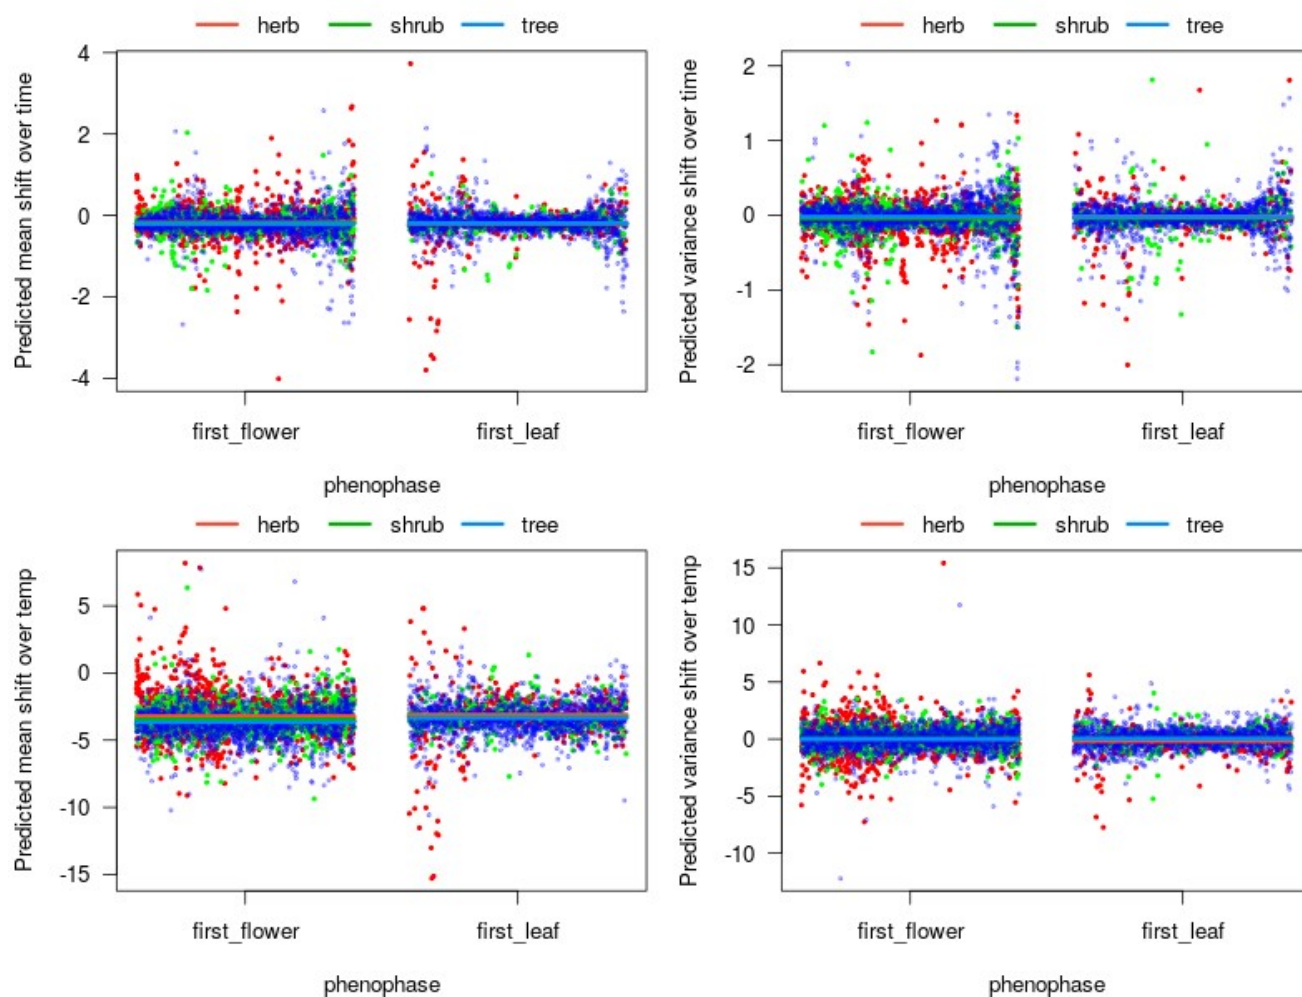 herb shrub tree
Predicted mean shift over time
4
2
0
-2
-4
first_flower first_leaf
phenophase
herb shrub tree
Predicted variance shift over time
2
1
0
-1
-2
first_flower first_leaf
phenophase
herb shrub tree
Predicted mean shift over temp
5
0
-5
-10
-15
first_flower first_leaf
phenophase
herb shrub tree
Predicted variance shift over temp
15
10
5
0
-5
-10
first_flower first_leaf
phenophase